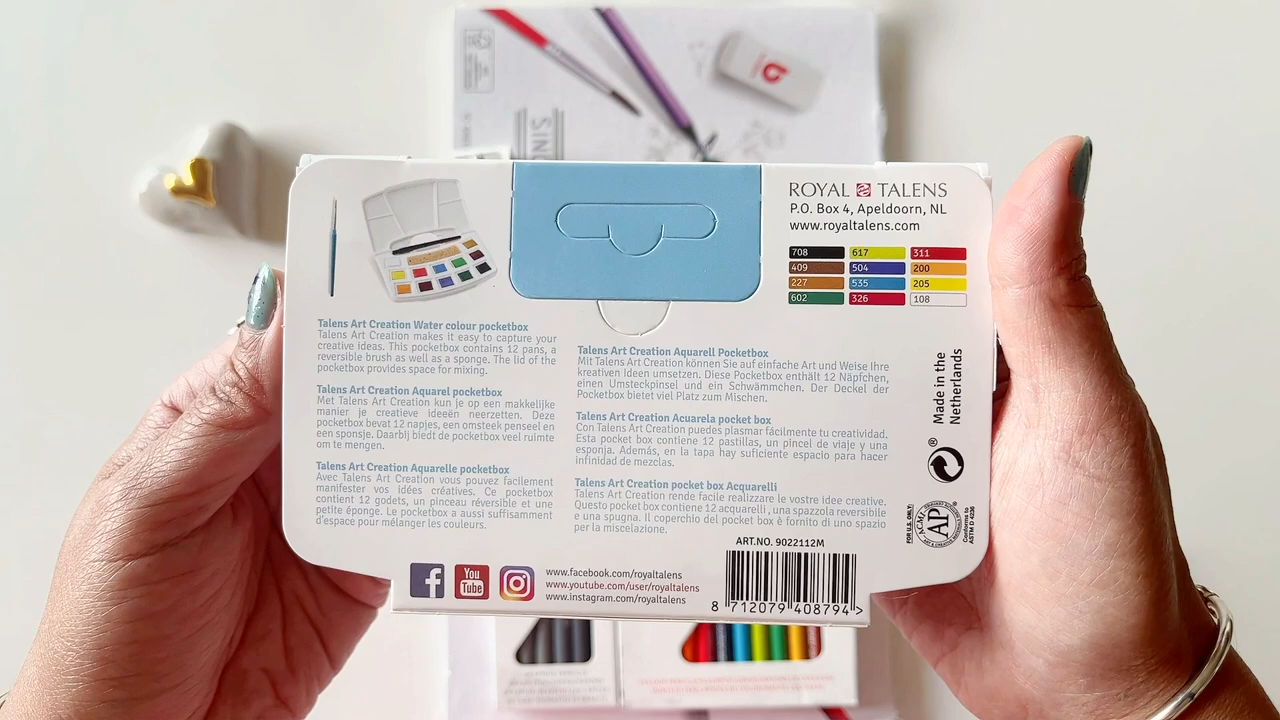 ROYAL TALENS
P.O. Box 4, Apeldoorn, NL
www.royaltalens.com
708 617 311
409 504 200
227 535 205
602 326 108
Talens Art Creation Water colour pocketbox
Talens Art Creation makes it easy to capture your
creative ideas. This pocketbox contains 12 pans, a
reversible brush as well as a sponge. The lid of the
pocketbox provides space for mixing.
Talens Art Creation Aquarel pocketbox
Met Talens Art Creation kun je op een makkelijke
manier je creatieve ideeën neerzetten. Deze
pocketbox bevat 12 napjes, een omsteek penseel en
een sponsje. Daarbij biedt de pocketbox veel ruimte
om te mengen.
Talens Art Creation Aquarelle pocketbox
Avec Talens Art Creation vous pouvez facilement
manifester vos idées créatives. Ce pocketbox
contient 12 godets, un pinceau réversible et une
petite éponge. Le pocketbox a aussi suffisamment
d'espace pour mélanger les couleurs.
Talens Art Creation Aquarell Pocketbox
Mit Talens Art Creation können Sie auf einfache Art und Weise Ihre
kreativen Ideen umsetzen. Diese Pocketbox enthält 12 Näpfchen,
einen Umsteckpinsel und ein Schwämmchen. Der Deckel der
Pocketbox bietet viel Platz zum Mischen.
Talens Art Creation Acuarela pocket box
Con Talens Art Creation puedes plasmar fácilmente tu creatividad.
Esta pocket box contiene 12 pastillas, un pincel de viaje y una
esponja. Además, en la tapa hay suficiente espacio para hacer
infinidad de mezclas.
Talens Art Creation pocket box Acquarelli
Talens Art Creation rende facile realizzare le vostre idee creative.
Questo pocket box contiene 12 acquarelli , una spazzola reversibile
e una spugna. Il coperchio del pocket box è fornito di uno spazio
per la miscelazione.
Made in the
Netherlands
®
FOR U.S. ONLY:
ACMI
AP
Conforms to
ASTM D 4236
ART.NO. 9022112M
8 712079 408794 >
f
You
Tube
www.facebook.com/royaltalens
www.youtube.com/user/royaltalens
www.instagram.com/royaltalens